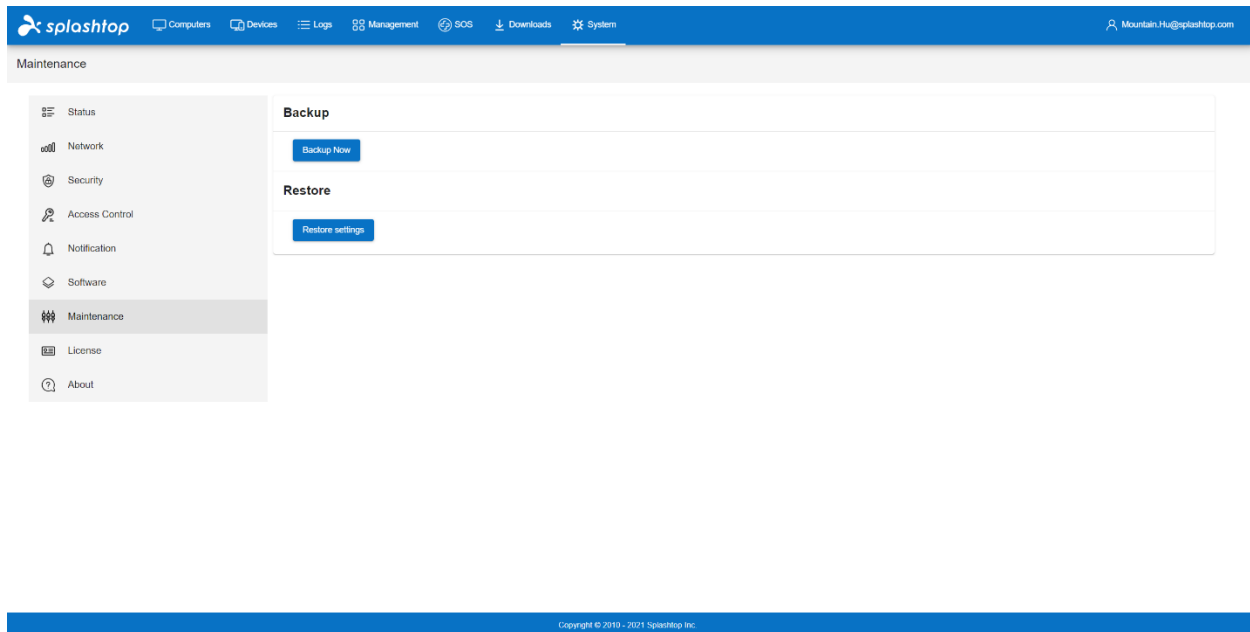 splashtop Computers Devices Logs Management SOS Downloads System Mountain.Hu@splashtop.com
Maintenance
Status
Network
Security
Access Control
Notification
Software
Maintenance
License
About
Backup
Backup Now
Restore
Restore settings
Copyright © 2010 - 2021 Splashtop Inc.